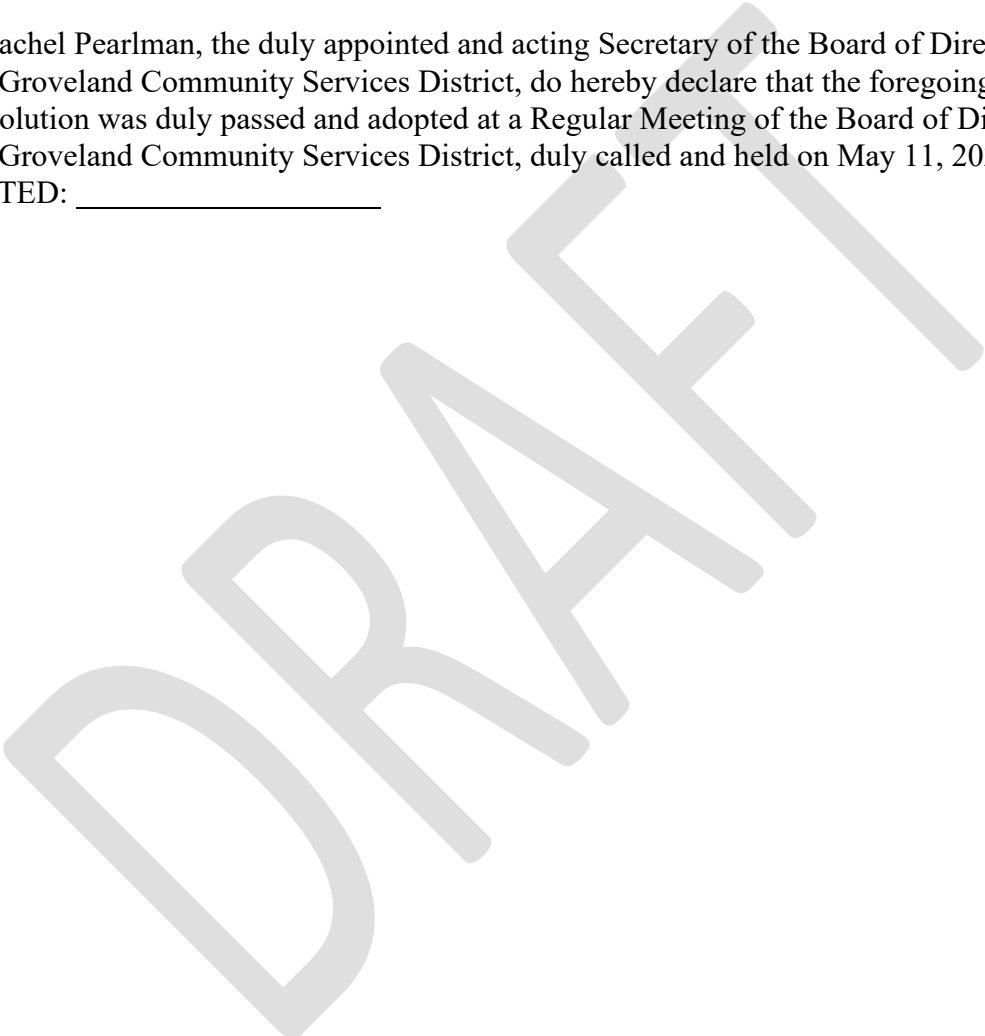 achel Pearlman, the duly appointed and acting Secretary of the Board of Dire
Groveland Community Services District, do hereby declare that the foregoing
olution was duly passed and adopted at a Regular Meeting of the Board of Di
Groveland Community Services District, duly called and held on May 11, 20
TED:
DRAFT